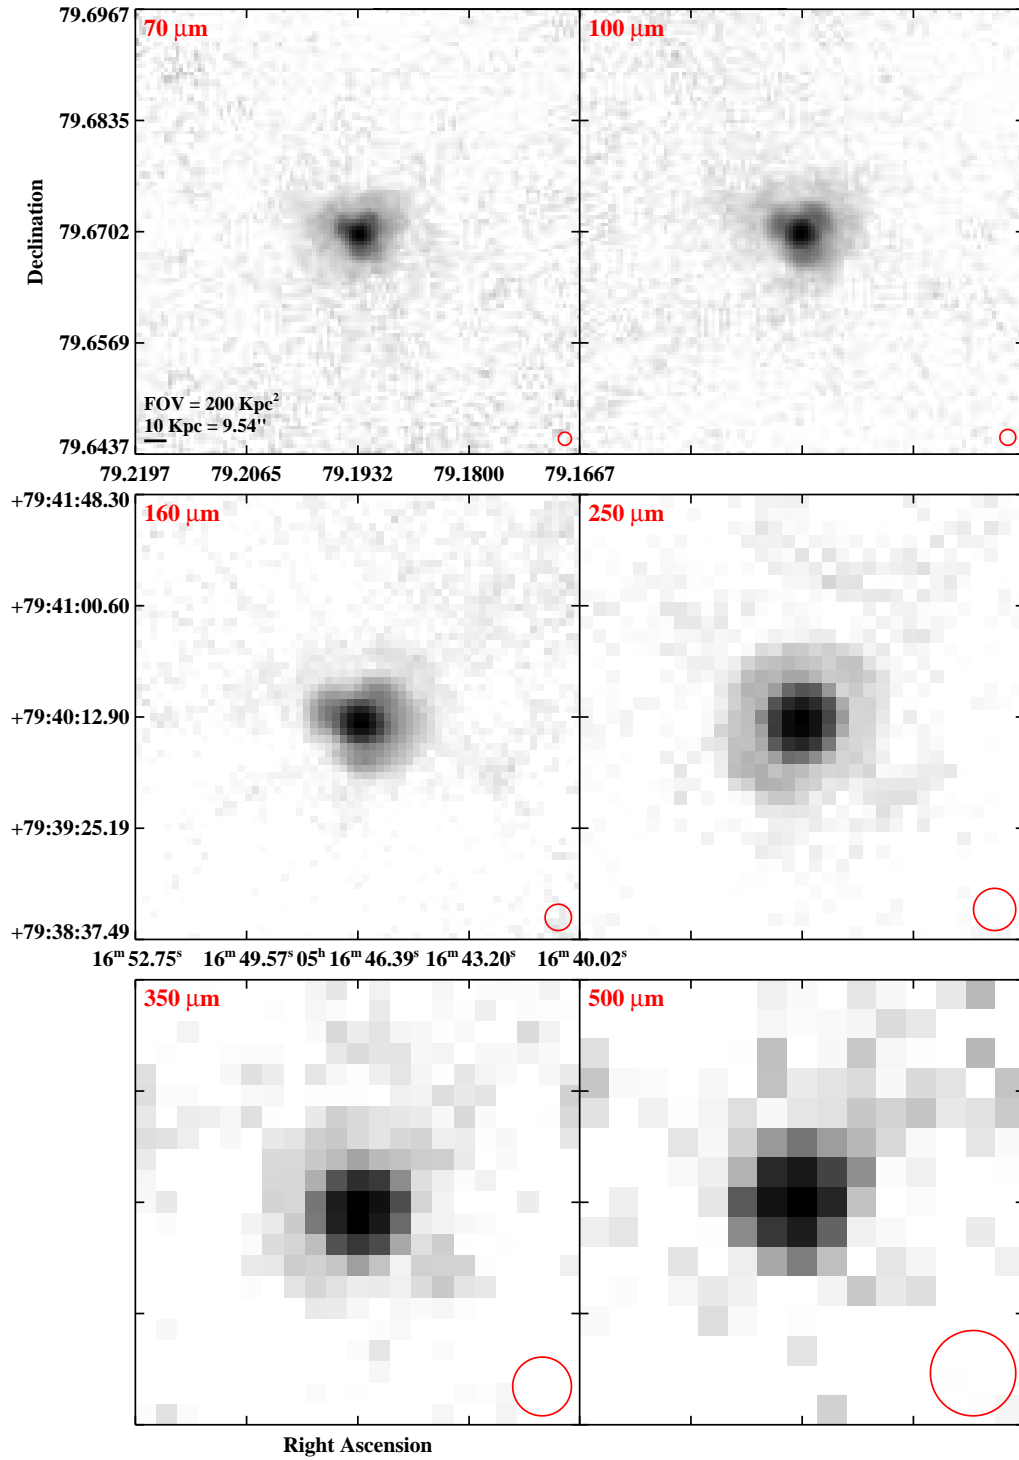 70 μm
100 μm
79.6967
79.6835
79.6702
79.6569
79.6437
Declination
FOV = 200 Kpc²
10 Kpc = 9.54"
79.2197 79.2065 79.1932 79.1800 79.1667
160 μm
250 μm
+79:41:48.30
+79:41:00.60
+79:40:12.90
+79:39:25.19
+79:38:37.49
16ᵐ 52.75ˢ 16ᵐ 49.57ˢ 05ʰ 16ᵐ 46.39ˢ 16ᵐ 43.20ˢ 16ᵐ 40.02ˢ
350 μm
500 μm
Right Ascension